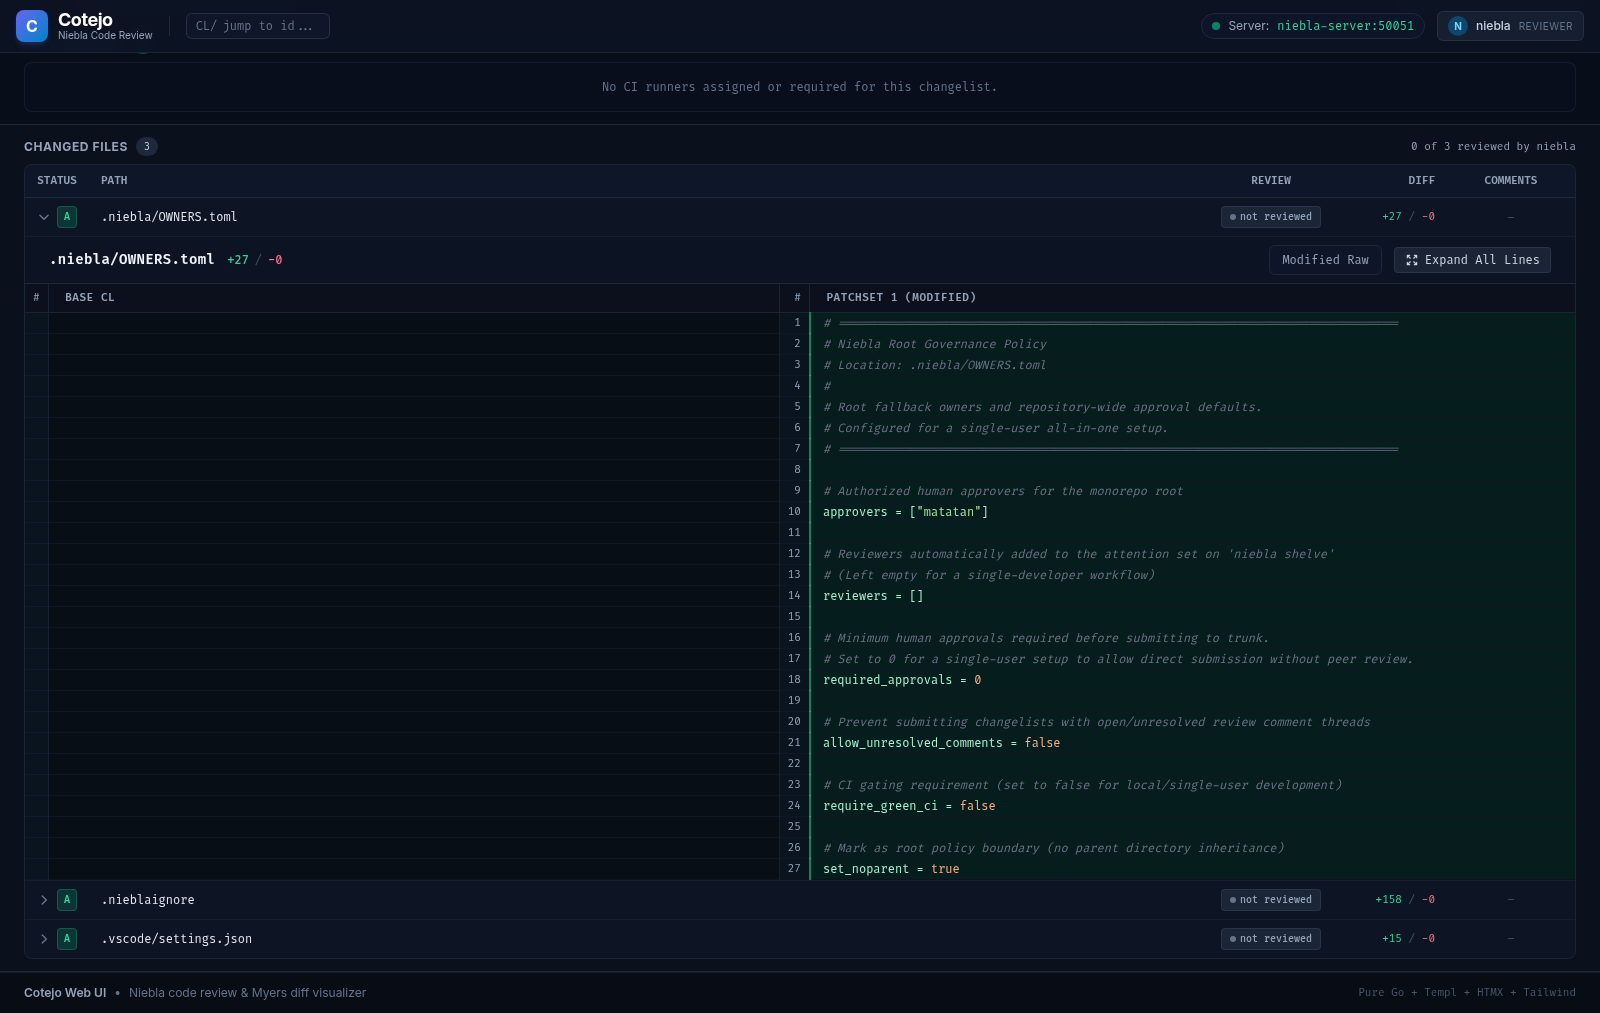 C
Cotejo
Niebla Code Review
CL/ jump to id...
Server: niebla-server:50051
N niebla REVIEWER
No CI runners assigned or required for this changelist.
CHANGED FILES 3
0 of 3 reviewed by niebla
STATUS PATH REVIEW DIFF COMMENTS
A .niebla/OWNERS.toml not reviewed +27 / -0 —
.niebla/OWNERS.toml +27 / -0 Modified Raw Expand All Lines
# BASE CL # PATCHSET 1 (MODIFIED)
1 # ==============================================================================
2 # Niebla Root Governance Policy
3 # Location: .niebla/OWNERS.toml
4 #
5 # Root fallback owners and repository-wide approval defaults.
6 # Configured for a single-user all-in-one setup.
7 # ==============================================================================
8
9 # Authorized human approvers for the monorepo root
10 approvers = ["matatan"]
11
12 # Reviewers automatically added to the attention set on 'niebla shelve'
13 # (Left empty for a single-developer workflow)
14 reviewers = []
15
16 # Minimum human approvals required before submitting to trunk.
17 # Set to 0 for a single-user setup to allow direct submission without peer review.
18 required_approvals = 0
19
20 # Prevent submitting changelists with open/unresolved review comment threads
21 allow_unresolved_comments = false
22
23 # CI gating requirement (set to false for local/single-user development)
24 require_green_ci = false
25
26 # Mark as root policy boundary (no parent directory inheritance)
27 set_noparent = true
A .nieblaignore not reviewed +158 / -0 —
A .vscode/settings.json not reviewed +15 / -0 —
Cotejo Web UI • Niebla code review & Myers diff visualizer
Pure Go + Templ + HTMX + Tailwind